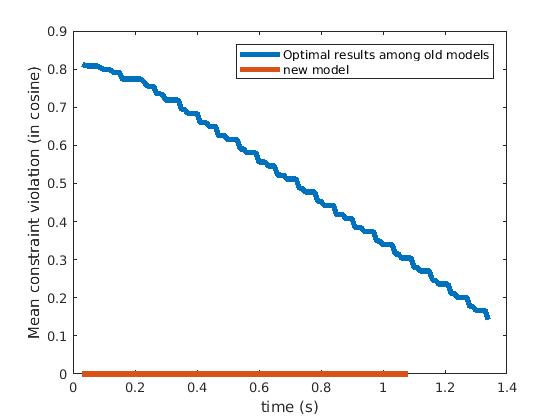 0.9
0.8
0.7
0.6
0.5
0.4
0.3
0.2
0.1
0
Mean constraint violation (in cosine)
Optimal results among old models
new model
0 0.2 0.4 0.6 0.8 1 1.2 1.4
time (s)